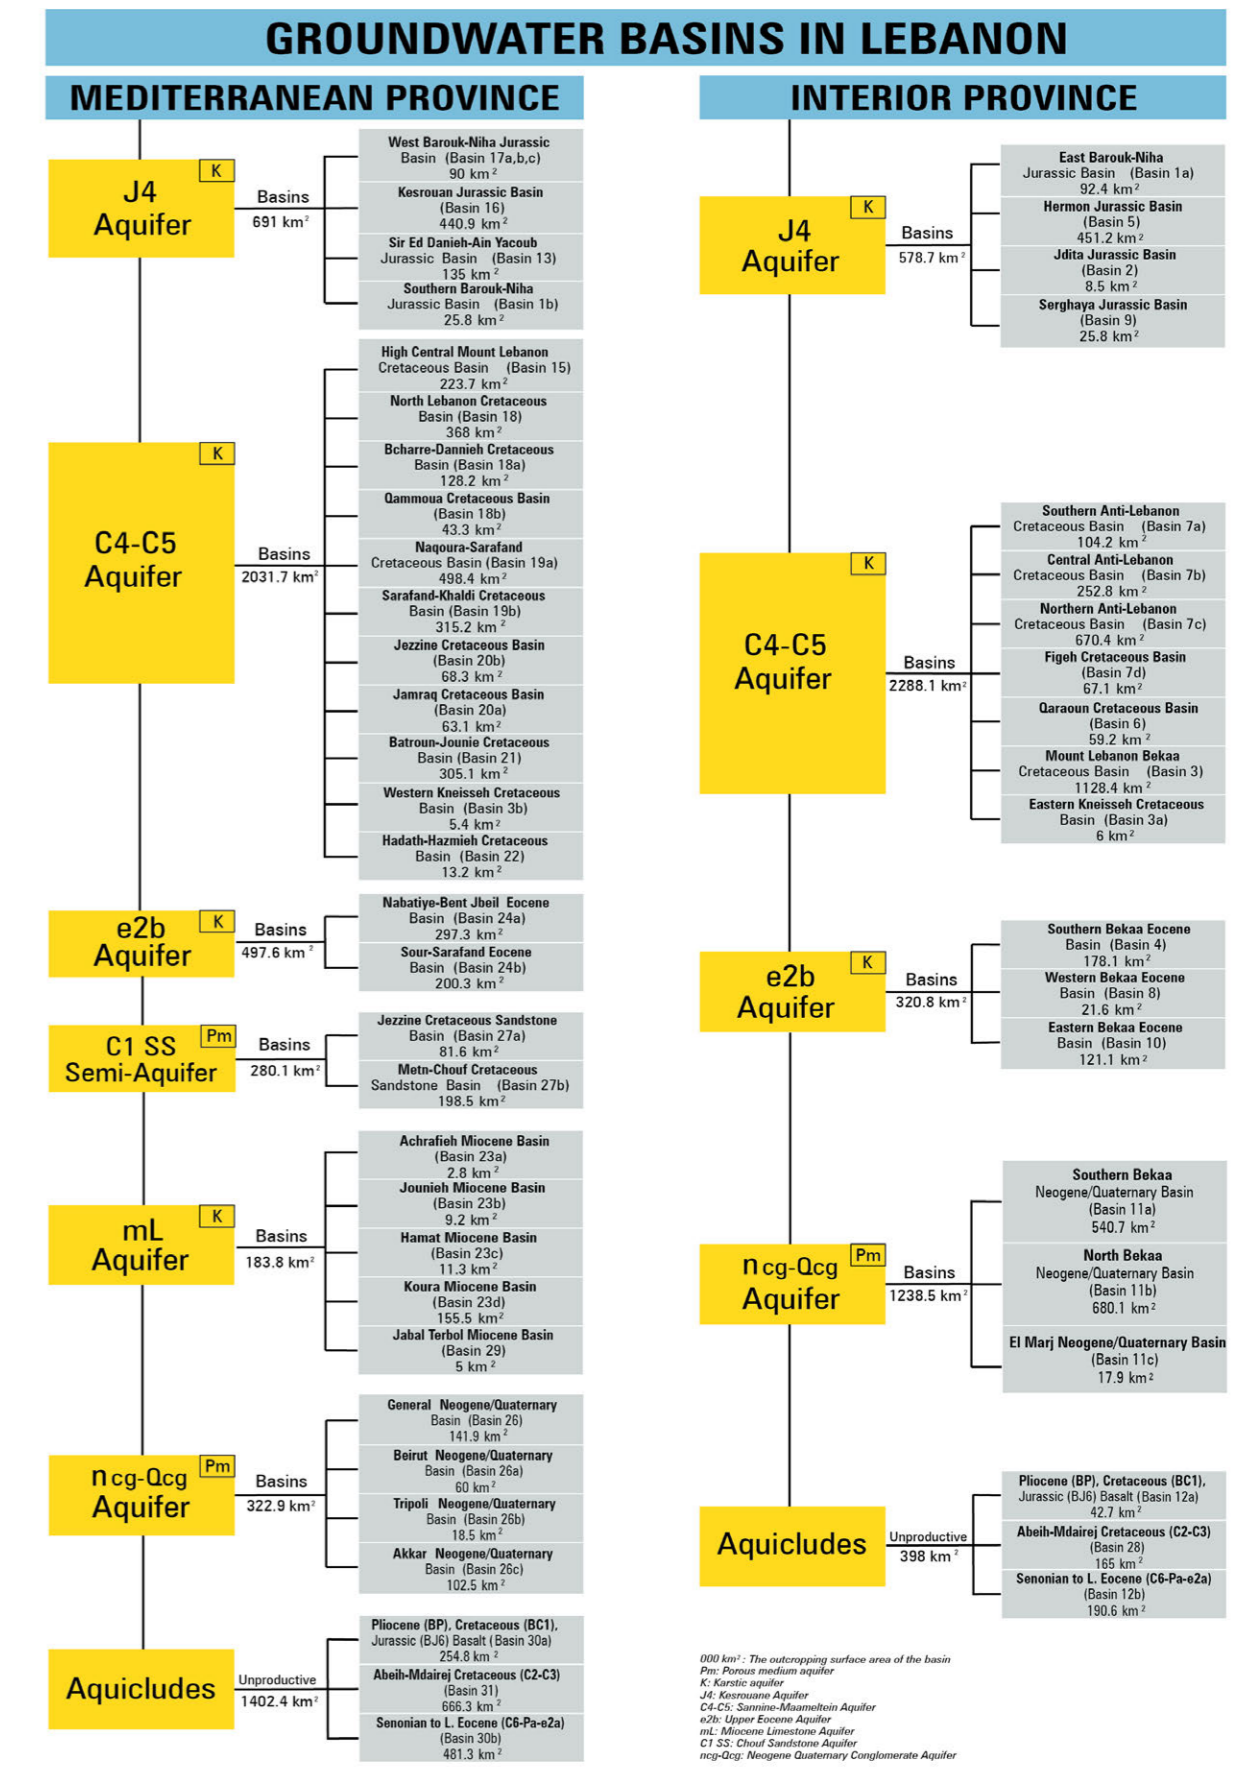 GROUNDWATER BASINS IN LEBANON
MEDITERRANEAN PROVINCE
J4
Aquifer
K
Basins
691 km²
West Barouk-Niha Jurassic
Basin (Basin 17a,b,c)
90 km²
Kesrouan Jurassic Basin
(Basin 16)
440.9 km²
Sir Ed Danieh-Ain Yacoub
Jurassic Basin (Basin 13)
135 km²
Southern Barouk-Niha
Jurassic Basin (Basin 1b)
25.8 km²
C4-C5
Aquifer
K
Basins
2031.7 km²
High Central Mount Lebanon
Cretaceous Basin (Basin 15)
223.7 km²
North Lebanon Cretaceous
Basin (Basin 18)
368 km²
Bcharre-Dannieh Cretaceous
Basin (Basin 18a)
128.2 km²
Qammoua Cretaceous Basin
(Basin 18b)
43.3 km²
Naqoura-Sarafand
Cretaceous Basin (Basin 19a)
498.4 km²
Sarafand-Khaldi Cretaceous
Basin (Basin 19b)
315.2 km²
Jezzine Cretaceous Basin
(Basin 20b)
68.3 km²
Jamraq Cretaceous Basin
(Basin 20a)
63.1 km²
Batroun-Jounie Cretaceous
Basin (Basin 21)
305.1 km²
Western Kneisseh Cretaceous
Basin (Basin 3b)
5.4 km²
Hadath-Hazmieh Cretaceous
Basin (Basin 22)
13.2 km²
e2b
Aquifer
K
Basins
497.6 km²
Nabatiye-Bent Jbeil Eocene
Basin (Basin 24a)
297.3 km²
Sour-Sarafand Eocene
Basin (Basin 24b)
200.3 km²
C1 SS
Semi-Aquifer
Pm
Basins
280.1 km²
Jezzine Cretaceous Sandstone
Basin (Basin 27a)
81.6 km²
Metn-Chouf Cretaceous
Sandstone Basin (Basin 27b)
198.5 km²
mL
Aquifer
K
Basins
183.8 km²
Achrafieh Miocene Basin
(Basin 23a)
2.8 km²
Jounieh Miocene Basin
(Basin 23b)
9.2 km²
Hamat Miocene Basin
(Basin 23c)
11.3 km²
Koura Miocene Basin
(Basin 23d)
155.5 km²
Jabal Terbol Miocene Basin
(Basin 29)
5 km²
n cg-Qcg
Aquifer
Pm
Basins
322.9 km²
General Neogene/Quaternary
Basin (Basin 26)
141.9 km²
Beirut Neogene/Quaternary
Basin (Basin 26a)
60 km²
Tripoli Neogene/Quaternary
Basin (Basin 26b)
18.5 km²
Akkar Neogene/Quaternary
Basin (Basin 26c)
102.5 km²
Aquicludes
Unproductive
1402.4 km²
Pliocene (BP), Cretaceous (BC1),
Jurassic (BJ6) Basalt (Basin 30a)
254.8 km²
Abeih-Mdairej Cretaceous (C2-C3)
(Basin 31)
666.3 km²
Senonian to L. Eocene (C6-Pa-e2a)
(Basin 30b)
481.3 km²
INTERIOR PROVINCE
J4
Aquifer
K
Basins
578.7 km²
East Barouk-Niha
Jurassic Basin (Basin 1a)
92.4 km²
Hermon Jurassic Basin
(Basin 5)
451.2 km²
Jdita Jurassic Basin
(Basin 2)
8.5 km²
Serghaya Jurassic Basin
(Basin 9)
25.8 km²
C4-C5
Aquifer
K
Basins
2288.1 km²
Southern Anti-Lebanon
Cretaceous Basin (Basin 7a)
104.2 km²
Central Anti-Lebanon
Cretaceous Basin (Basin 7b)
252.8 km²
Northern Anti-Lebanon
Cretaceous Basin (Basin 7c)
670.4 km²
Figeh Cretaceous Basin
(Basin 7d)
67.1 km²
Qaraoun Cretaceous Basin
(Basin 6)
59.2 km²
Mount Lebanon Bekaa
Cretaceous Basin (Basin 3)
1128.4 km²
Eastern Kneisseh Cretaceous
Basin (Basin 3a)
6 km²
e2b
Aquifer
K
Basins
320.8 km²
Southern Bekaa Eocene
Basin (Basin 4)
178.1 km²
Western Bekaa Eocene
Basin (Basin 8)
21.6 km²
Eastern Bekaa Eocene
Basin (Basin 10)
121.1 km²
n cg-Qcg
Aquifer
Pm
Basins
1238.5 km²
Southern Bekaa
Neogene/Quaternary Basin
(Basin 11a)
540.7 km²
North Bekaa
Neogene/Quaternary Basin
(Basin 11b)
680.1 km²
El Marj Neogene/Quaternary Basin
(Basin 11c)
17.9 km²
Aquicludes
Unproductive
398 km²
Pliocene (BP), Cretaceous (BC1),
Jurassic (BJ6) Basalt (Basin 12a)
42.7 km²
Abeih-Mdairej Cretaceous (C2-C3)
(Basin 28)
165 km²
Senonian to L. Eocene (C6-Pa-e2a)
(Basin 12b)
190.6 km²
000 km² : The outcropping surface area of the basin
Pm: Porous medium aquifer
K: Karstic aquifer
J4: Kesrouane Aquifer
C4-C5: Sannine-Maameltein Aquifer
e2b: Upper Eocene Aquifer
mL: Miocene Limestone Aquifer
C1 SS: Chouf Sandstone Aquifer
ncg-Qcg: Neogene Quaternary Conglomerate Aquifer